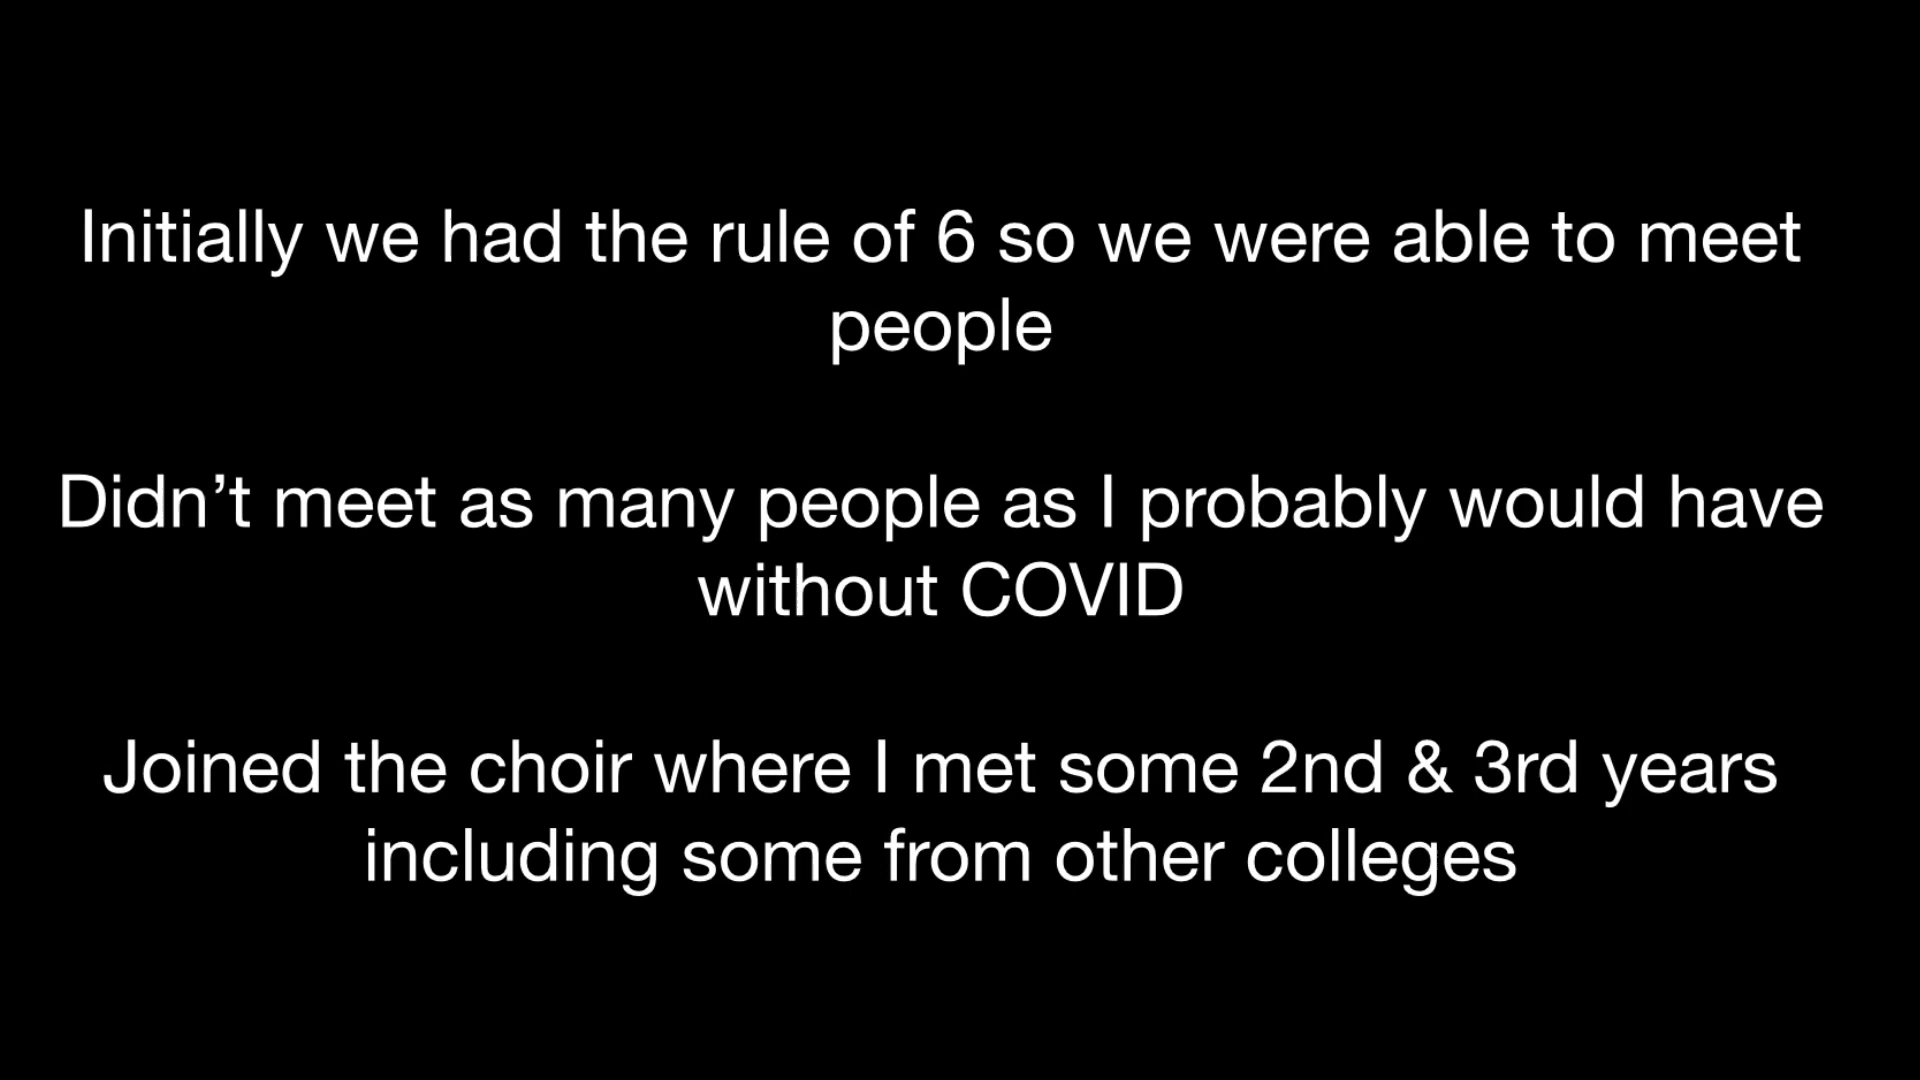 Initially we had the rule of 6 so we were able to meet
people
Didn’t meet as many people as I probably would have
without COVID
Joined the choir where I met some 2nd & 3rd years
including some from other colleges